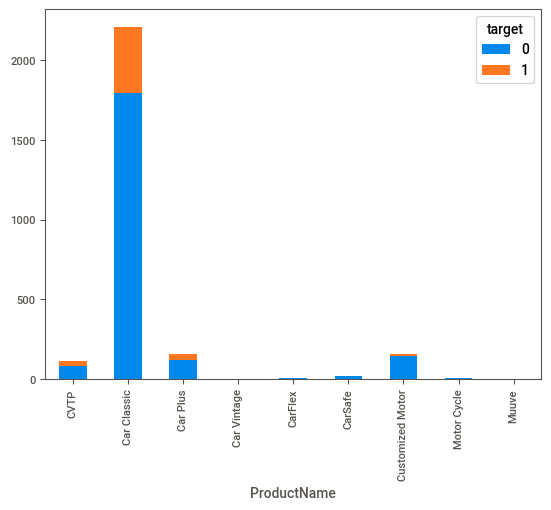 target
0
1
2000
1500
1000
500
0
CVTP
Car Classic
Car Plus
Car Vintage
CarFlex
CarSafe
Customized Motor
Motor Cycle
Muuve
ProductName